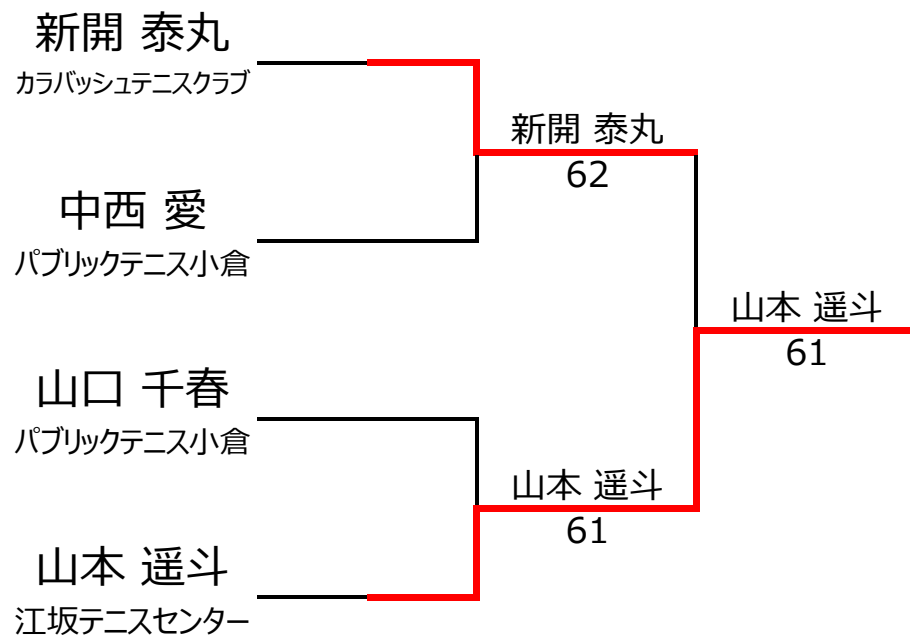 新開 泰丸
カラバッシュテニスクラブ
新開 泰丸
62
中西 愛
パブリックテニス小倉
山本 遥斗
61
山口 千春
パブリックテニス小倉
山本 遥斗
61
山本 遥斗
江坂テニスセンター